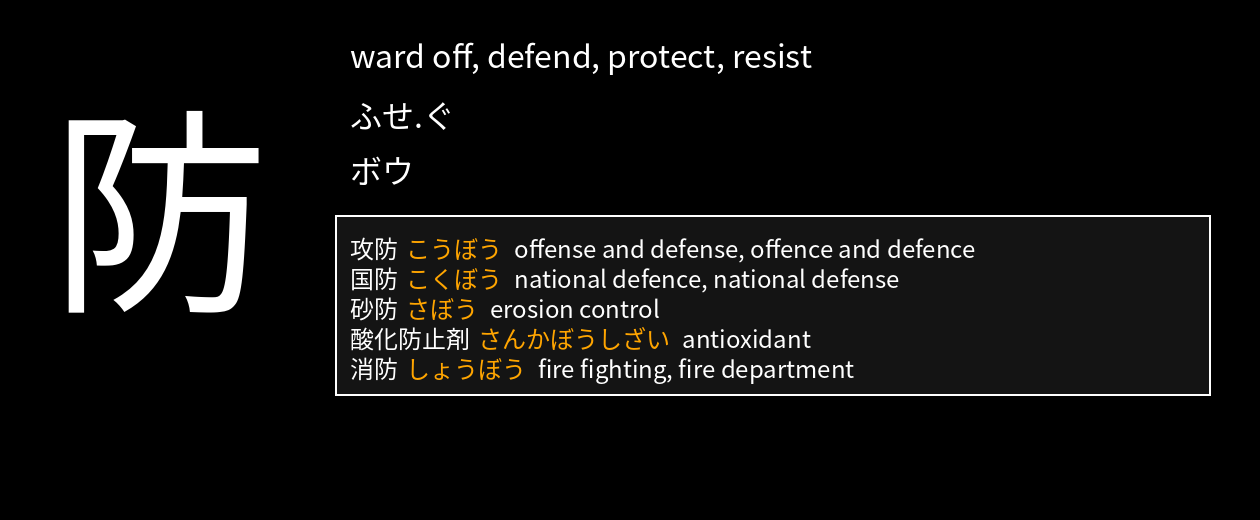 防
ward off, defend, protect, resist
ふせ.ぐ
ボウ
攻防 こうぼう offense and defense, offence and defence
国防 こくぼう national defence, national defense
砂防 さぼう erosion control
酸化防止剤 さんかぼうしざい antioxidant
消防 しょうぼう fire fighting, fire department